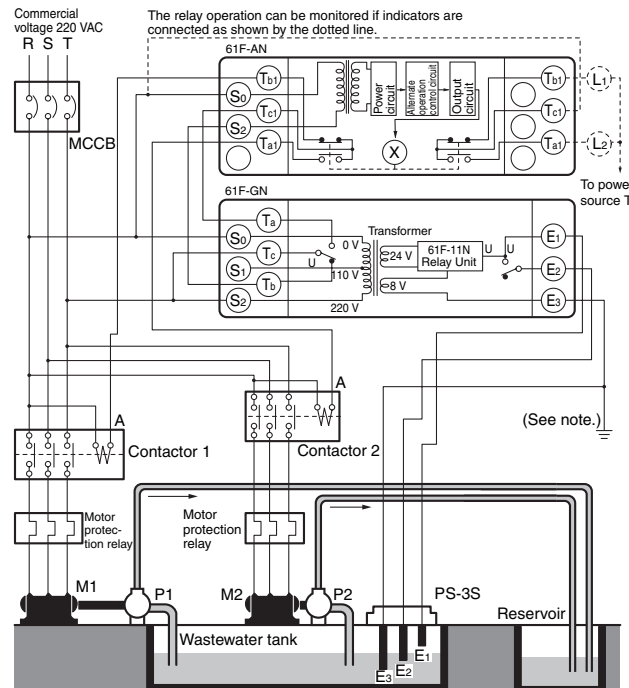 Commercial
voltage 220 VAC
R S T
The relay operation can be monitored if indicators are
connected as shown by the dotted line.
MCCB
61F-AN
S0
S2
Tb1
Tc1
Ta1
Power
circuit
Alternate
operation
control circuit
Output
circuit
X
Tb1
Tc1
Ta1
L1
L2
To powe
source T
61F-GN
S0
S1
S2
Ta
Tc
Tb
U
0 V
110 V
220 V
Transformer
24 V
8 V
61F-11N
Relay Unit
U
U
E1
E2
E3
A
Contactor 1
A
Contactor 2
(See note.)
Motor
protec-
tion relay
Motor
protection
relay
M1
P1
M2
P2
PS-3S
Reservoir
Wastewater tank
E3
E2
E1